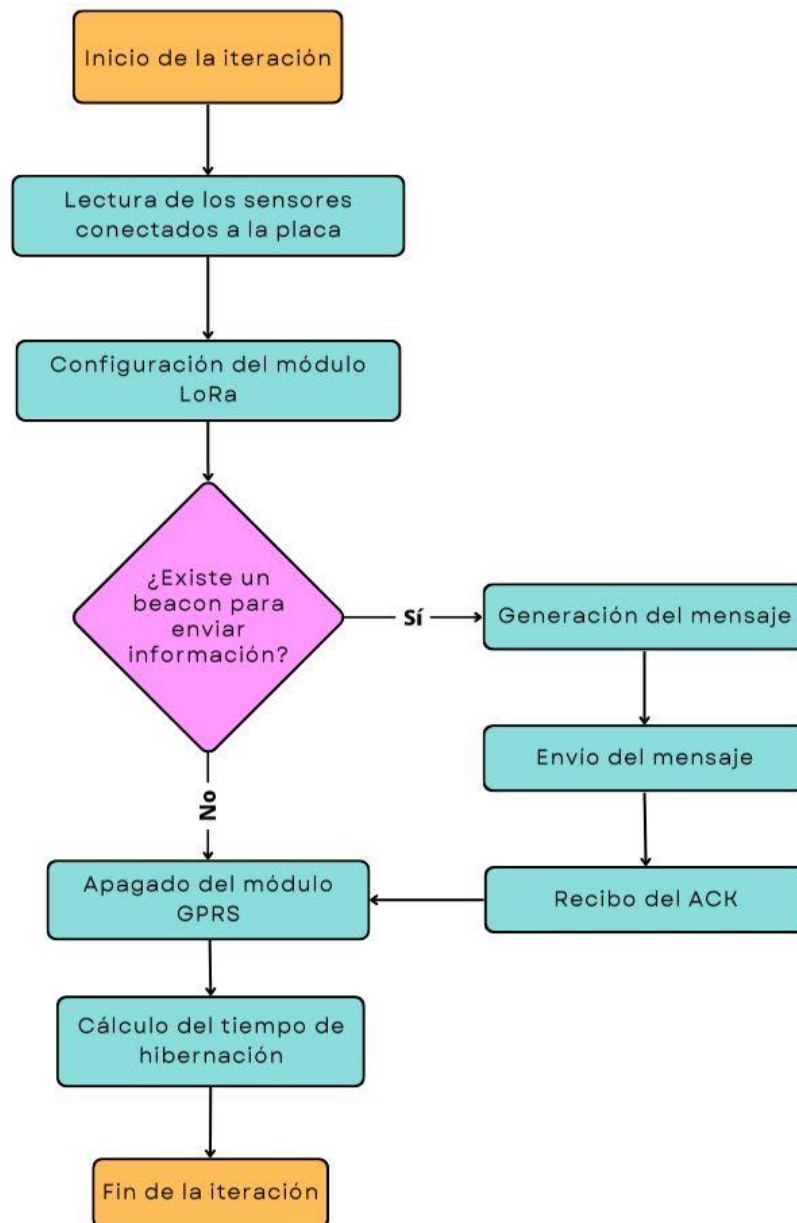 Inicio de la iteración
Lectura de los sensores
conectados a la placa
Configuración del módulo
LoRa
¿Existe un
beacon para
enviar
información?
Sí
Generación del mensaje
Envío del mensaje
Recibo del ACK
No
Apagado del módulo
GPRS
Cálculo del tiempo de
hibernación
Fin de la iteración